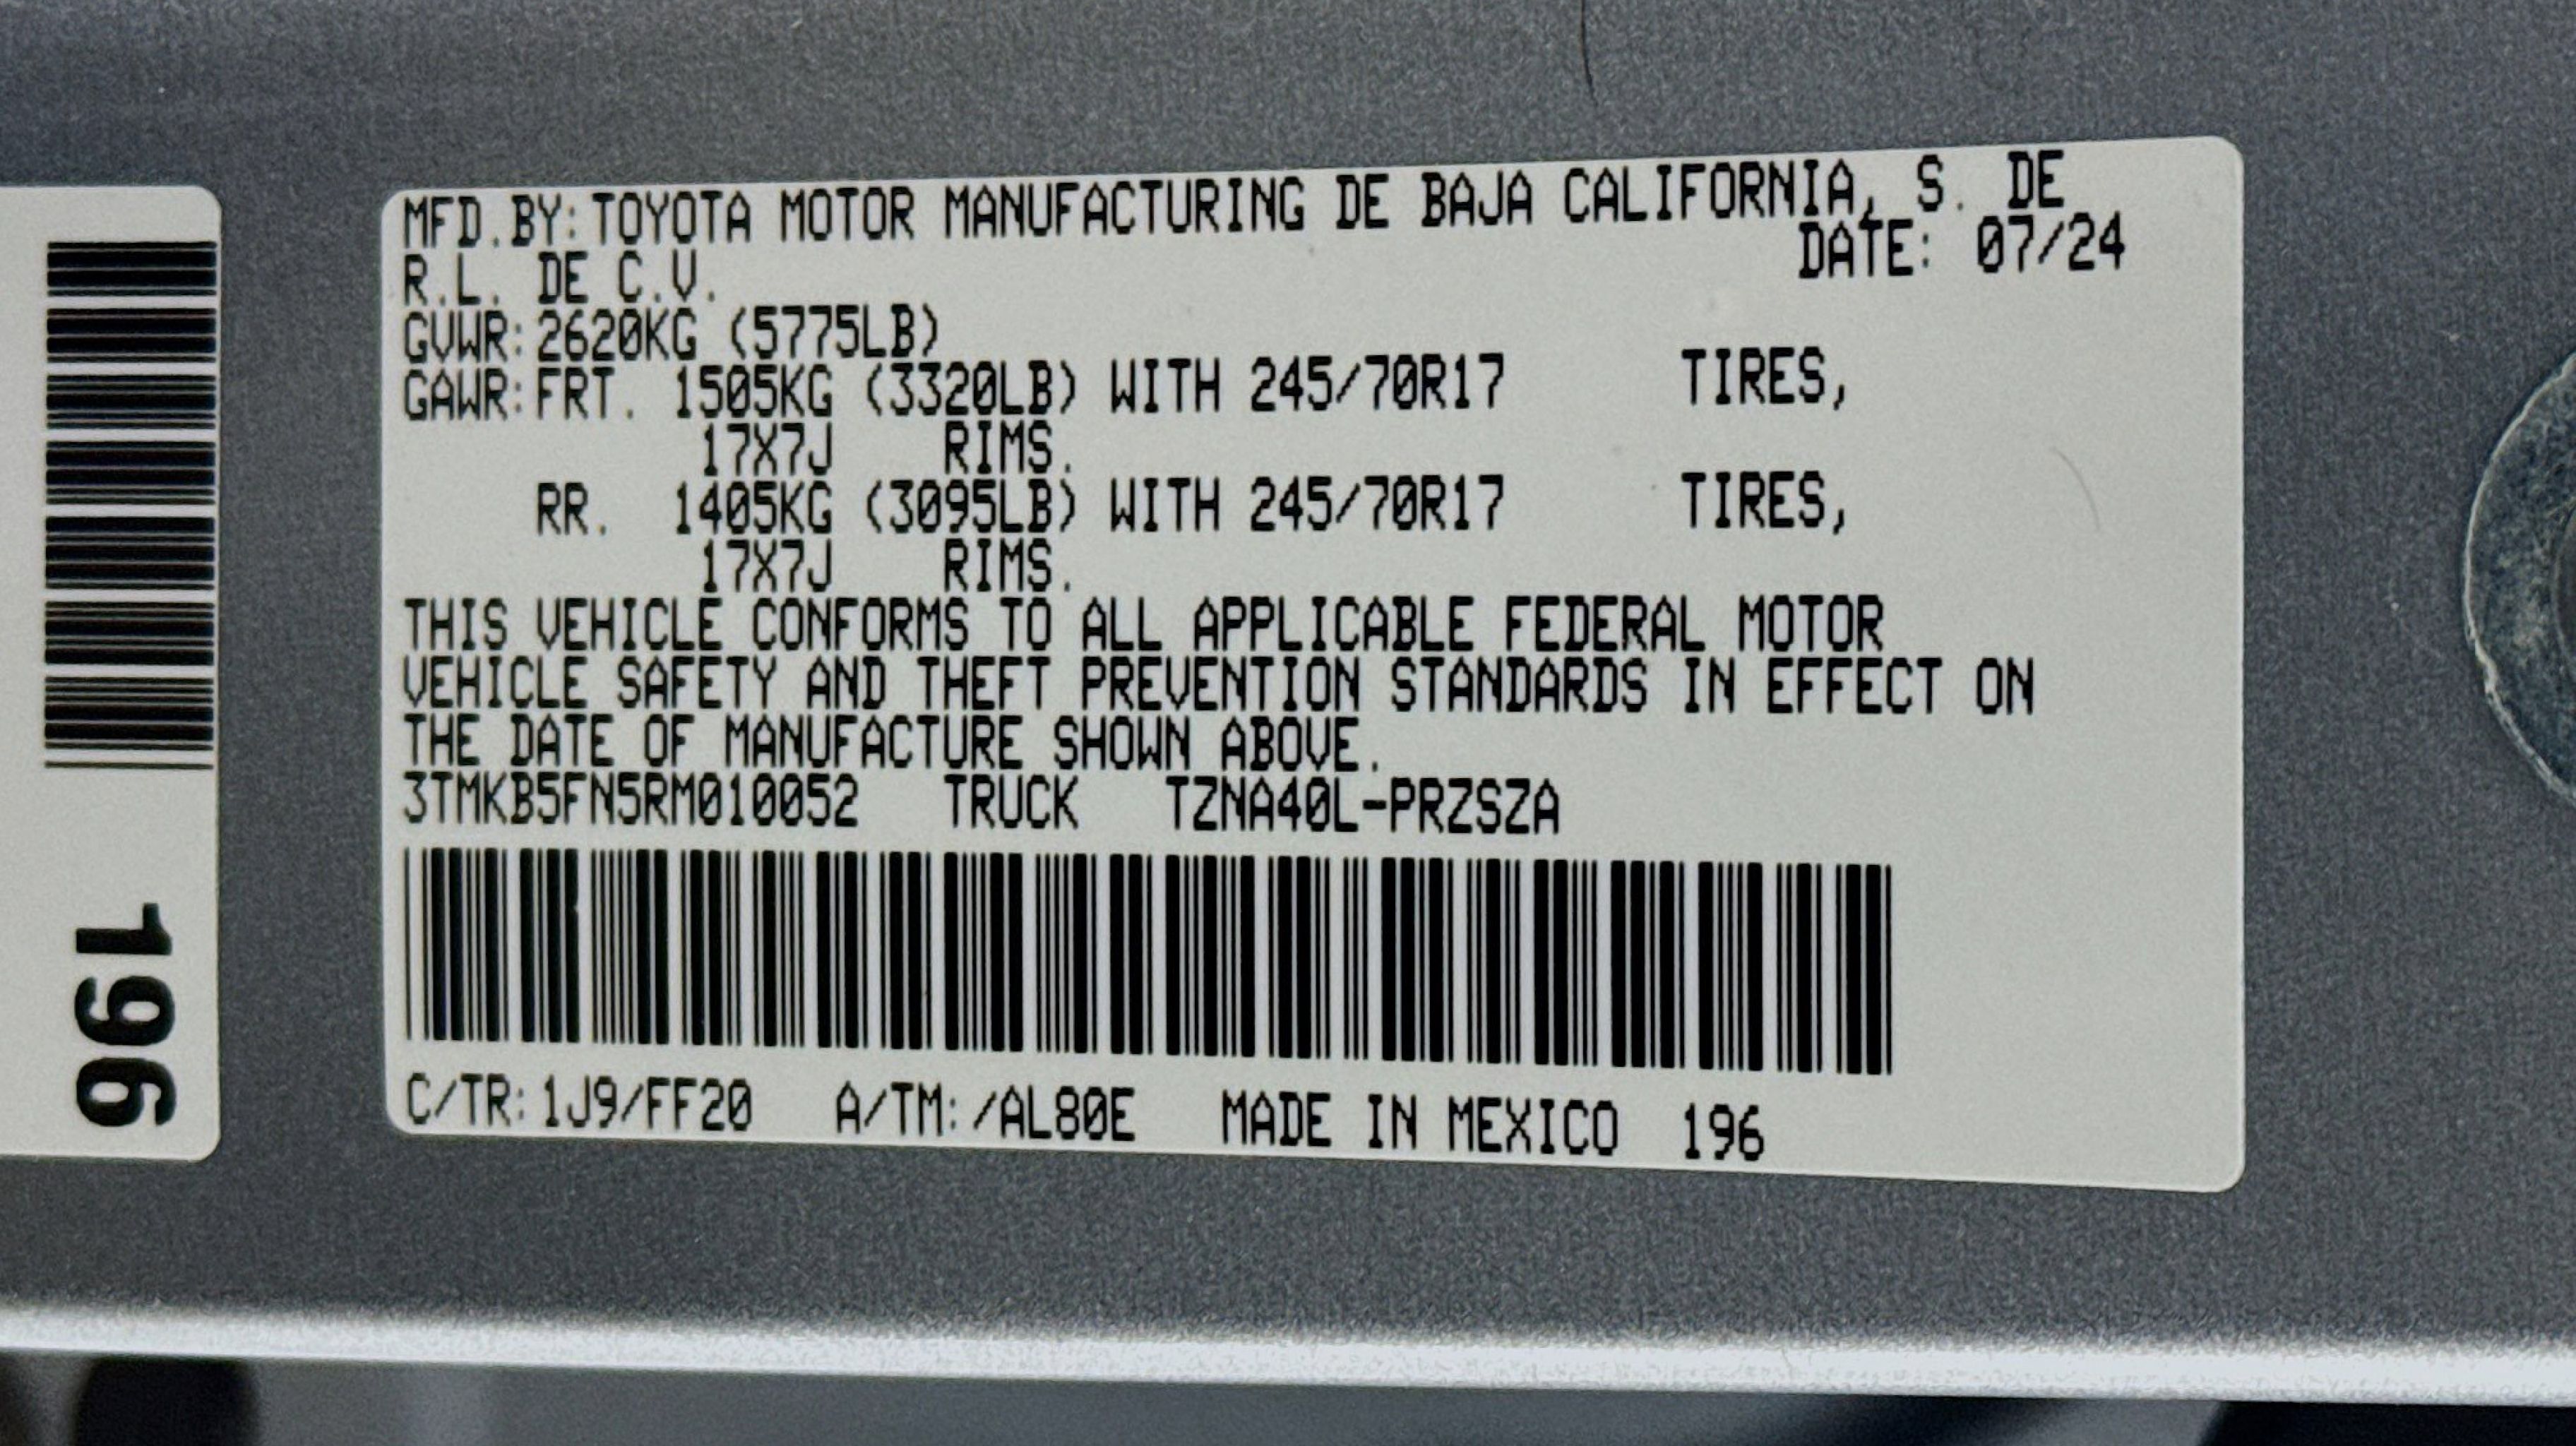 MFD.BY:TOYOTA MOTOR MANUFACTURING DE BAJA CALIFORNIA, S. DE
R.L. DE C.V. DATE: 07/24
GVWR:2620KG (5775LB)
GAWR:FRT. 1505KG (3320LB) WITH 245/70R17 TIRES,
17X7J RIMS.
RR. 1405KG (3095LB) WITH 245/70R17 TIRES,
17X7J RIMS.
THIS VEHICLE CONFORMS TO ALL APPLICABLE FEDERAL MOTOR
VEHICLE SAFETY AND THEFT PREVENTION STANDARDS IN EFFECT ON
THE DATE OF MANUFACTURE SHOWN ABOVE.
3TMKB5FN5RM010052 TRUCK TZNA40L-PRZSZA
C/TR:1J9/FF20 A/TM:/AL80E MADE IN MEXICO 196
196